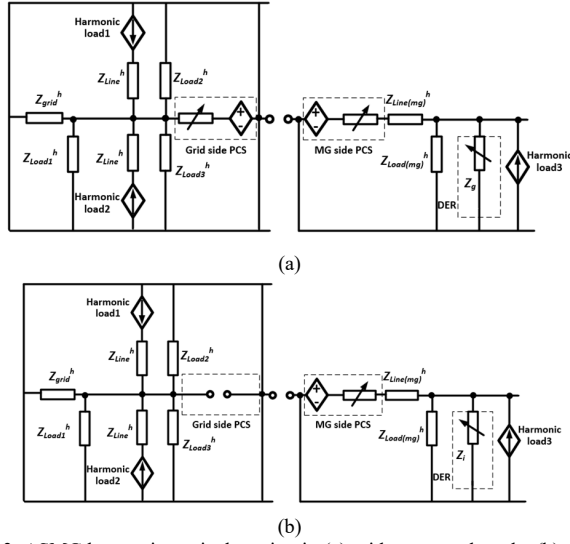 Harmonic
load1
Z_Line^h
Z_Load2^h
Z_grid^h
Z_Load1^h
Z_Line^h
Grid side PCS
Z_Load3^h
Harmonic
load2
MG side PCS
Z_Line(mg)^h
Z_Load(mg)^h
Z_g
DER
Harmonic
load3
(a)
Harmonic
load1
Z_Line^h
Z_Load2^h
Z_grid^h
Z_Load1^h
Z_Line^h
Grid side PCS
Z_Load3^h
Harmonic
load2
MG side PCS
Z_Line(mg)^h
Z_Load(mg)^h
Z_i
DER
Harmonic
load3
(b)